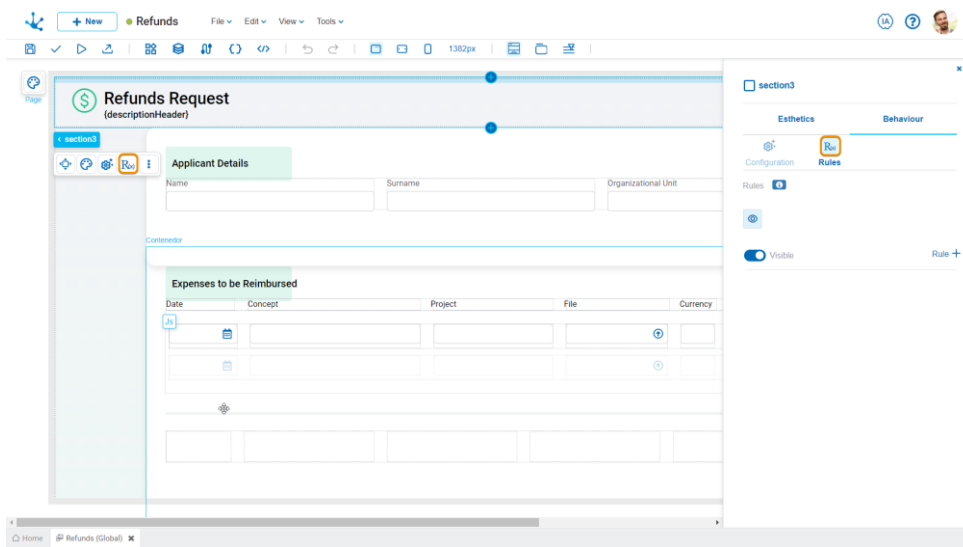 + New
Refunds
File
Edit
View
Tools
IA
?
1382px
Page
Refunds Request
{descriptionHeader}
section3
Applicant Details
Name
Surname
Organizational Unit
Contenedor
Expenses to be Reimbursed
Date
Concept
Project
File
Currency
Js
section3
Esthetics
Behaviour
Configuration
Rules
Rules
Visible
Rule +
Home
Refunds (Global)